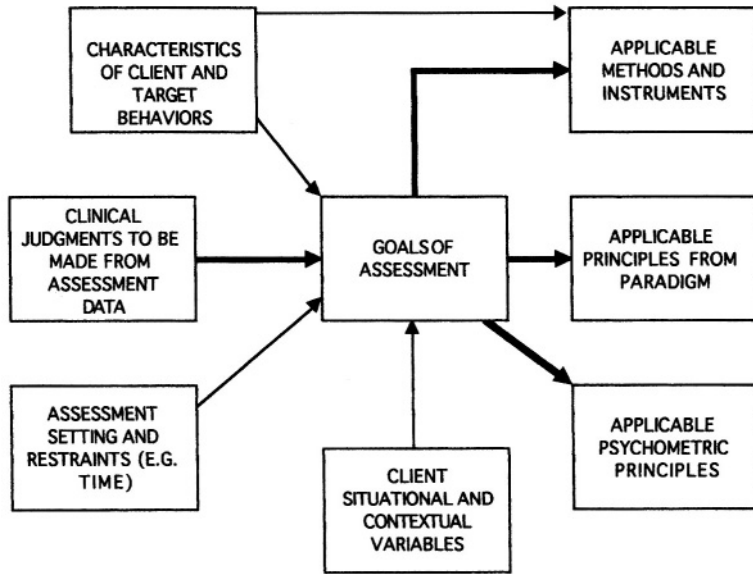 CHARACTERISTICS
OF CLIENT AND
TARGET
BEHAVIORS
APPLICABLE
METHODS AND
INSTRUMENTS
CLINICAL
JUDGMENTS TO BE
MADE FROM
ASSESSMENT
DATA
GOALS OF
ASSESSMENT
APPLICABLE
PRINCIPLES FROM
PARADIGM
ASSESSMENT
SETTING AND
RESTRAINTS (E.G.
TIME)
CLIENT
SITUATIONAL AND
CONTEXTUAL
VARIABLES
APPLICABLE
PSYCHOMETRIC
PRINCIPLES